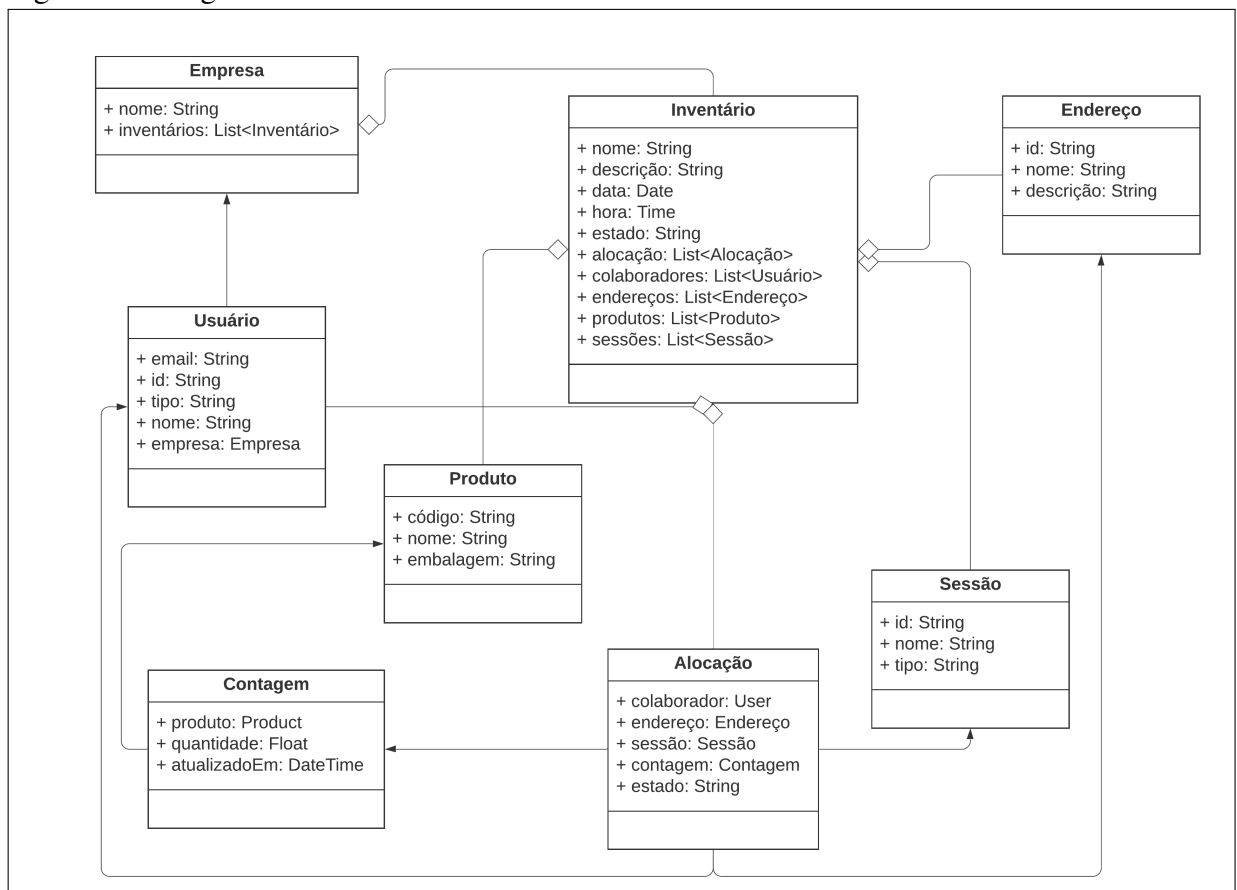 Empresa
+ nome: String
+ inventários: List<Inventário>
Inventário
+ nome: String
+ descrição: String
+ data: Date
+ hora: Time
+ estado: String
+ alocação: List<Alocação>
+ colaboradores: List<Usuário>
+ endereços: List<Endereço>
+ produtos: List<Produto>
+ sessões: List<Sessão>
Endereço
+ id: String
+ nome: String
+ descrição: String
Usuário
+ email: String
+ id: String
+ tipo: String
+ nome: String
+ empresa: Empresa
Produto
+ código: String
+ nome: String
+ embalagem: String
Sessão
+ id: String
+ nome: String
+ tipo: String
Contagem
+ produto: Product
+ quantidade: Float
+ atualizadoEm: DateTime
Alocação
+ colaborador: User
+ endereço: Endereço
+ sessão: Sessão
+ contagem: Contagem
+ estado: String